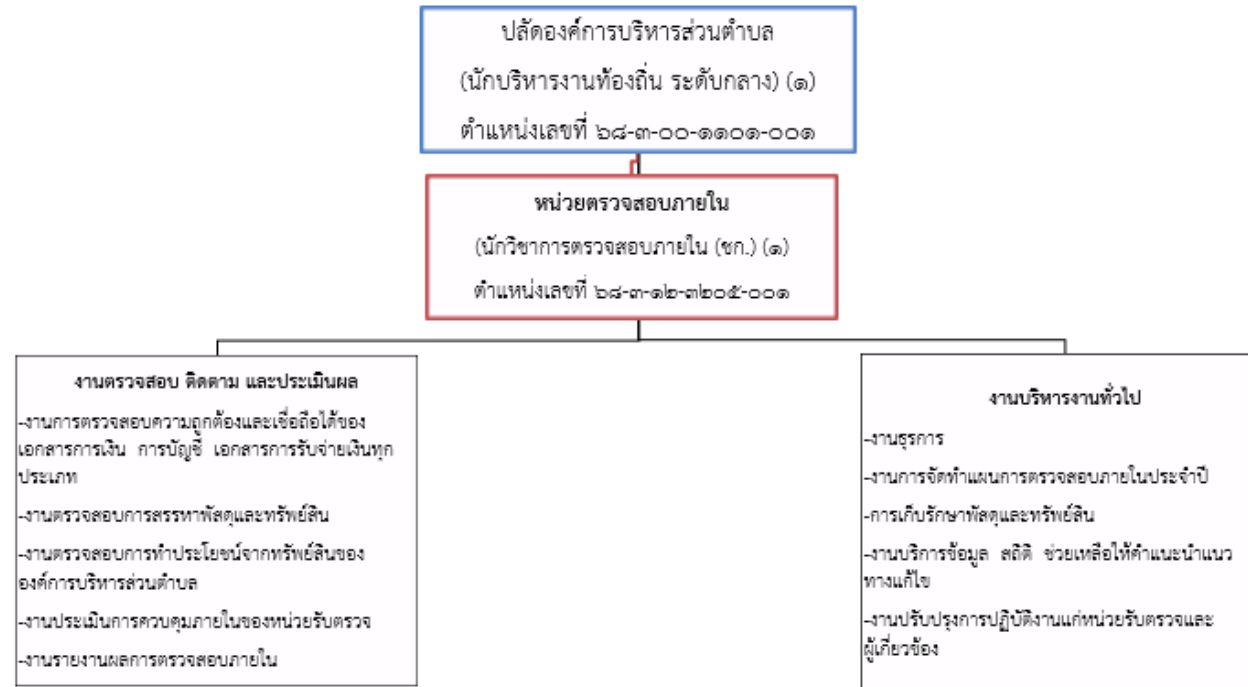 ปลัดองค์การบริหารส่วนตำบล
(นักบริหารงานท้องถิ่น ระดับกลาง) (๑)
ตำแหน่งเลขที่ ๖๘-๓-๐๐-๑๑๐๑-๐๐๑
หน่วยตรวจสอบภายใน
(นักวิชาการตรวจสอบภายใน (ชก.) (๑)
ตำแหน่งเลขที่ ๖๘-๓-๑๒-๓๒๐๕-๐๐๑
งานตรวจสอบ ติดตาม และประเมินผล
-งานการตรวจสอบความถูกต้องและเชื่อถือได้ของ
เอกสารการเงิน การบัญชี เอกสารการรับจ่ายเงินทุก
ประเภท
-งานตรวจสอบการสรรหาพัสดุและทรัพย์สิน
-งานตรวจสอบการทำประโยชน์จากทรัพย์สินของ
องค์การบริหารส่วนตำบล
-งานประเมินการควบคุมภายในของหน่วยรับตรวจ
-งานรายงานผลการตรวจสอบภายใน
งานบริหารงานทั่วไป
-งานธุรการ
-งานการจัดทำแผนการตรวจสอบภายในประจำปี
-การเก็บรักษาพัสดุและทรัพย์สิน
-งานบริการข้อมูล สถิติ ช่วยเหลือให้คำแนะนำแนว
ทางแก้ไข
-งานปรับปรุงการปฏิบัติงานแก่หน่วยรับตรวจและ
ผู้เกี่ยวข้อง